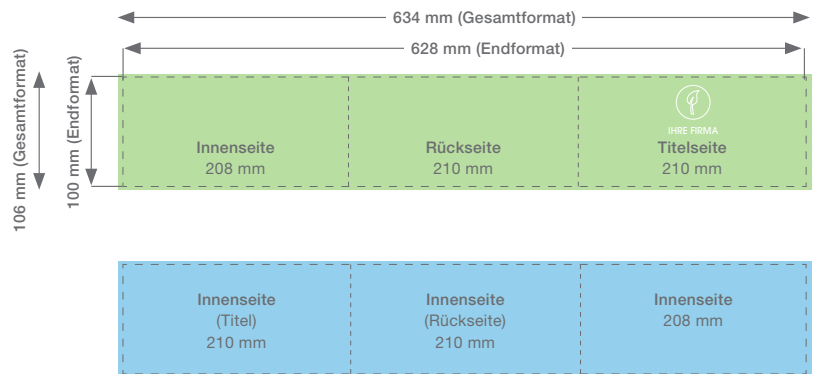 634 mm (Gesamtformat)
628 mm (Endformat)
106 mm (Gesamtformat)
100 mm (Endformat)
IHRE FIRMA
Innenseite
208 mm
Rückseite
210 mm
Titelseite
210 mm
Innenseite
(Titel)
210 mm
Innenseite
(Rückseite)
210 mm
Innenseite
208 mm